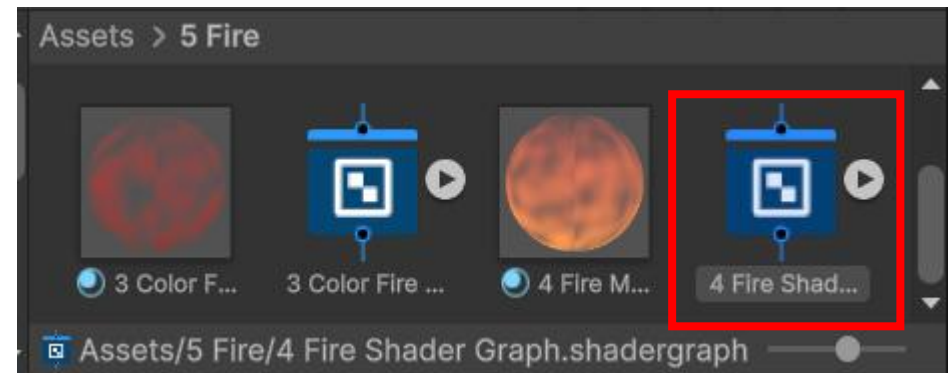 Assets > 5 Fire
3 Color F... 3 Color Fire ... 4 Fire M... 4 Fire Shad...
Assets/5 Fire/4 Fire Shader Graph.shadergraph